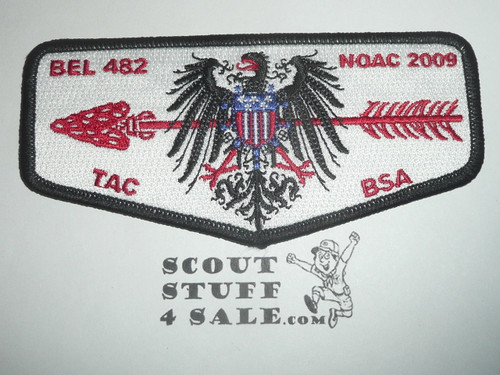 BEL 482
NOAC 2009
TAC
BSA
SCOUT
STUFF
4 SALE.COM